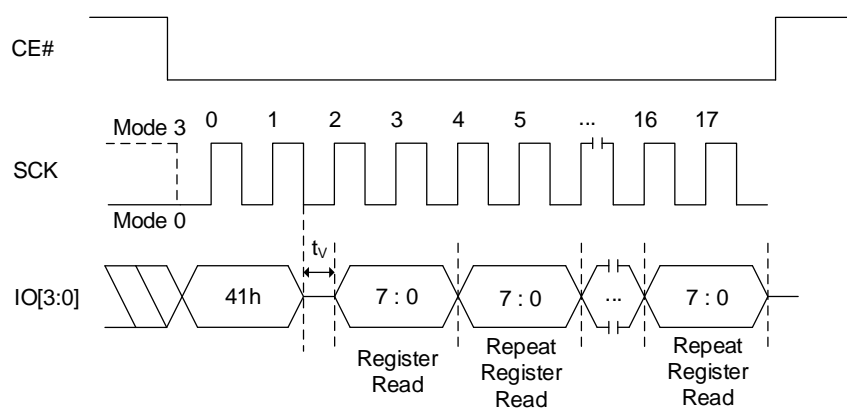 CE#
0 1 2 3 4 5 ... 16 17
Mode 3
SCK
Mode 0
tV
IO[3:0]
41h
7 : 0
7 : 0
...
7 : 0
Register
Read
Repeat
Register
Read
Repeat
Register
Read